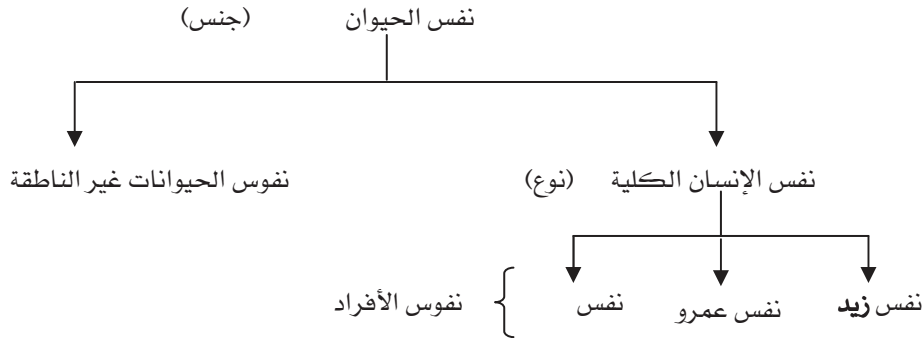 نفس الحيوان (جنس)
نفس الإنسان الكلية (نوع) نفوس الحيوانات غير الناطقة
نفس زيد نفس عمرو نفس نفوس الأفراد